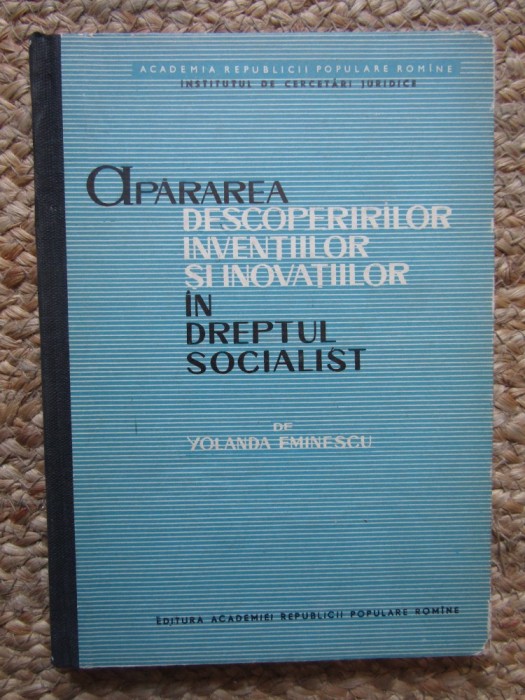 ACADEMIA REPUBLICII POPULARE ROMÎNE
INSTITUTUL DE CERCETĂRI JURIDICE
APĂRAREA
DESCOPERIRILOR
INVENȚIILOR
ȘI INOVAȚIILOR
ÎN
DREPTUL
SOCIALIST
DE
YOLANDA EMINESCU
EDITURA ACADEMIEI REPUBLICII POPULARE ROMÎNE